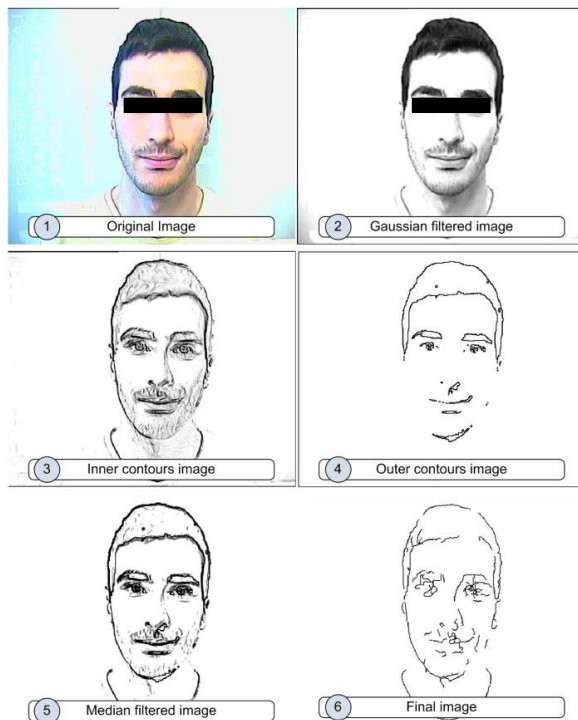 1 Original Image
2 Gaussian filtered image
3 Inner contours image
4 Outer contours image
5 Median filtered image
6 Final image